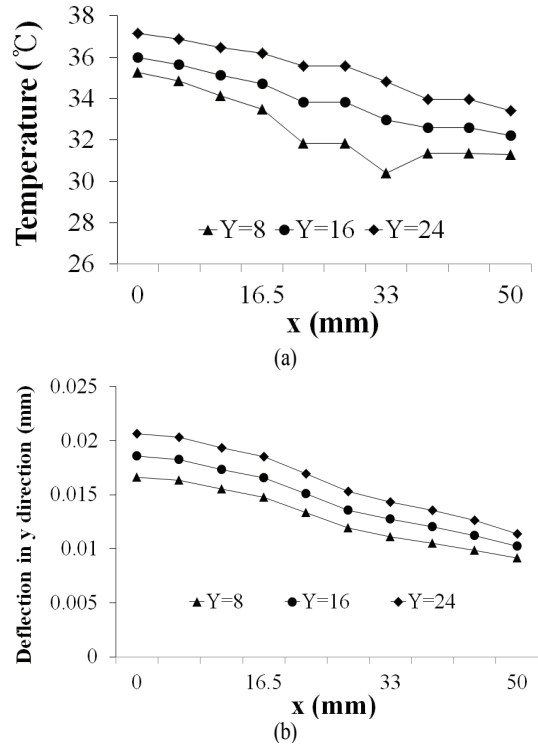 Temperature (℃)
38
36
34
32
30
28
26
Y=8 Y=16 Y=24
0 16.5 33 50
x (mm)
(a)
Deflection in y direction (mm)
0.025
0.02
0.015
0.01
0.005
0
Y=8 Y=16 Y=24
0 16.5 33 50
x (mm)
(b)